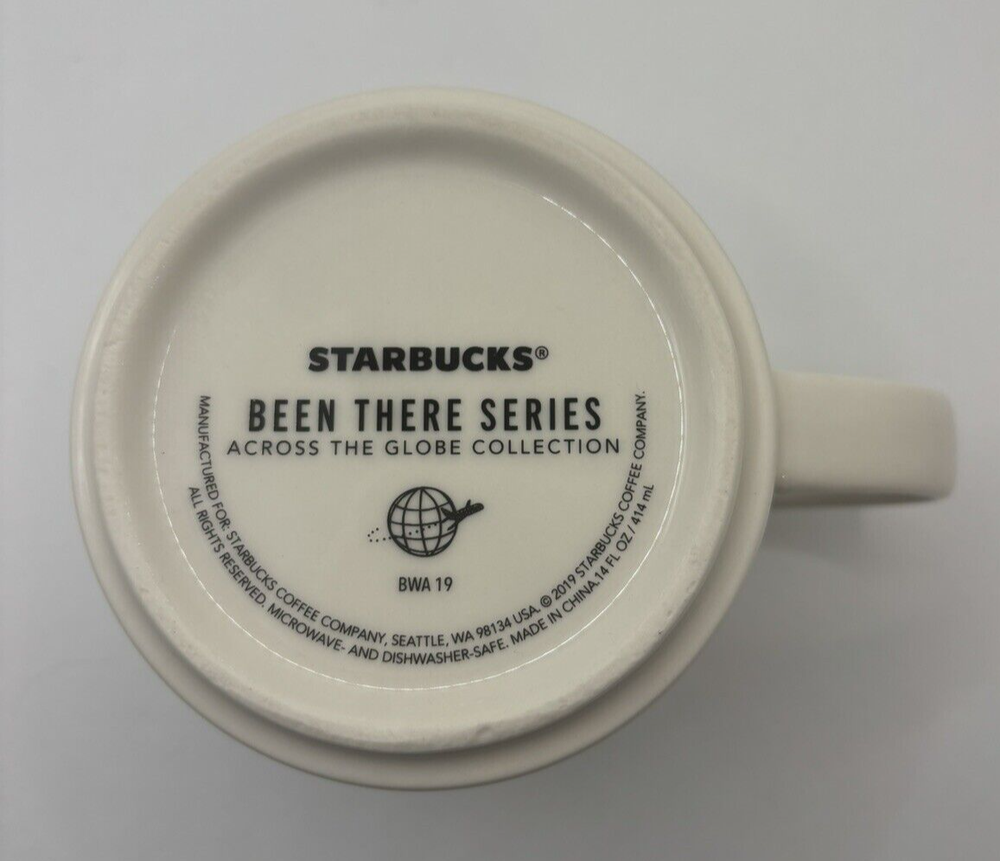 STARBUCKS®
BEEN THERE SERIES
ACROSS THE GLOBE COLLECTION
BWA 19
MANUFACTURED FOR: STARBUCKS COFFEE COMPANY, SEATTLE, WA 98134 USA. © 2019 STARBUCKS COFFEE COMPANY.
ALL RIGHTS RESERVED. MICROWAVE- AND DISHWASHER-SAFE. MADE IN CHINA.14 FL OZ / 414 mL